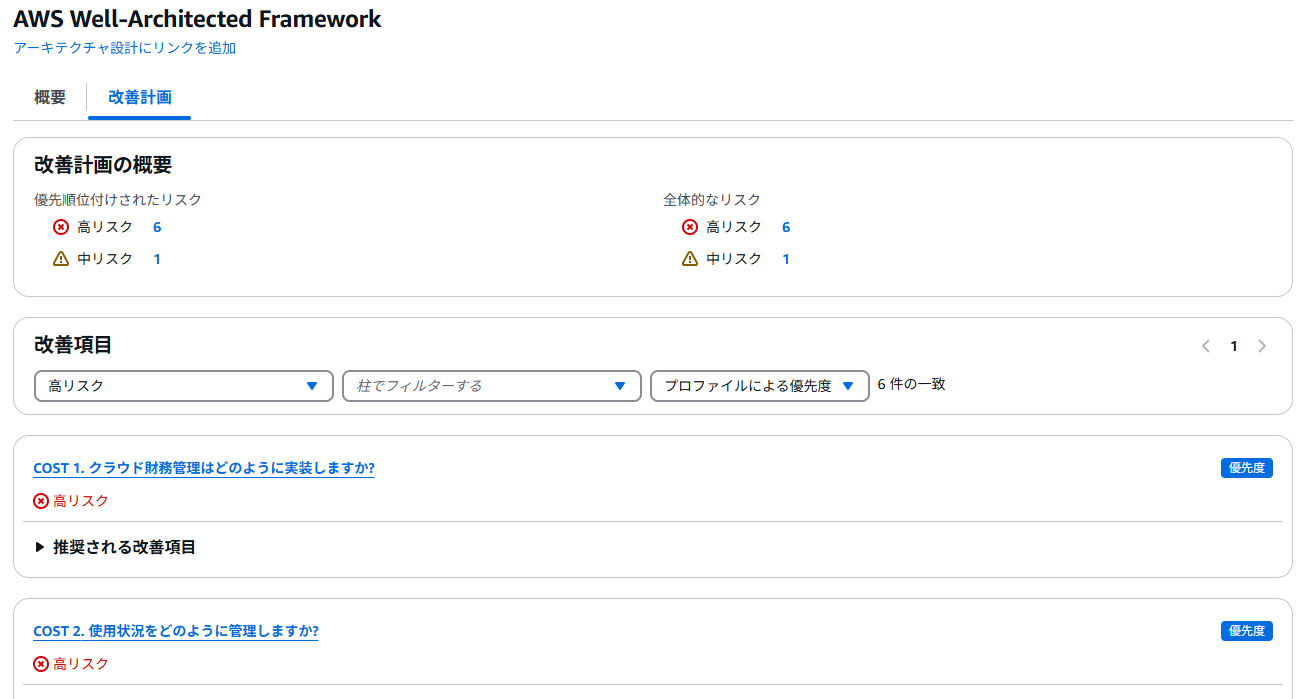 AWS Well-Architected Framework
アーキテクチャ設計にリンクを追加
概要 改善計画
改善計画の概要
優先順位付けされたリスク 全体的なリスク
高リスク 6 高リスク 6
中リスク 1 中リスク 1
改善項目 1
高リスク 柱でフィルターする プロファイルによる優先度 6 件の一致
COST 1. クラウド財務管理はどのように実装しますか? 優先度
高リスク
推奨される改善項目
COST 2. 使用状況をどのように管理しますか? 優先度
高リスク